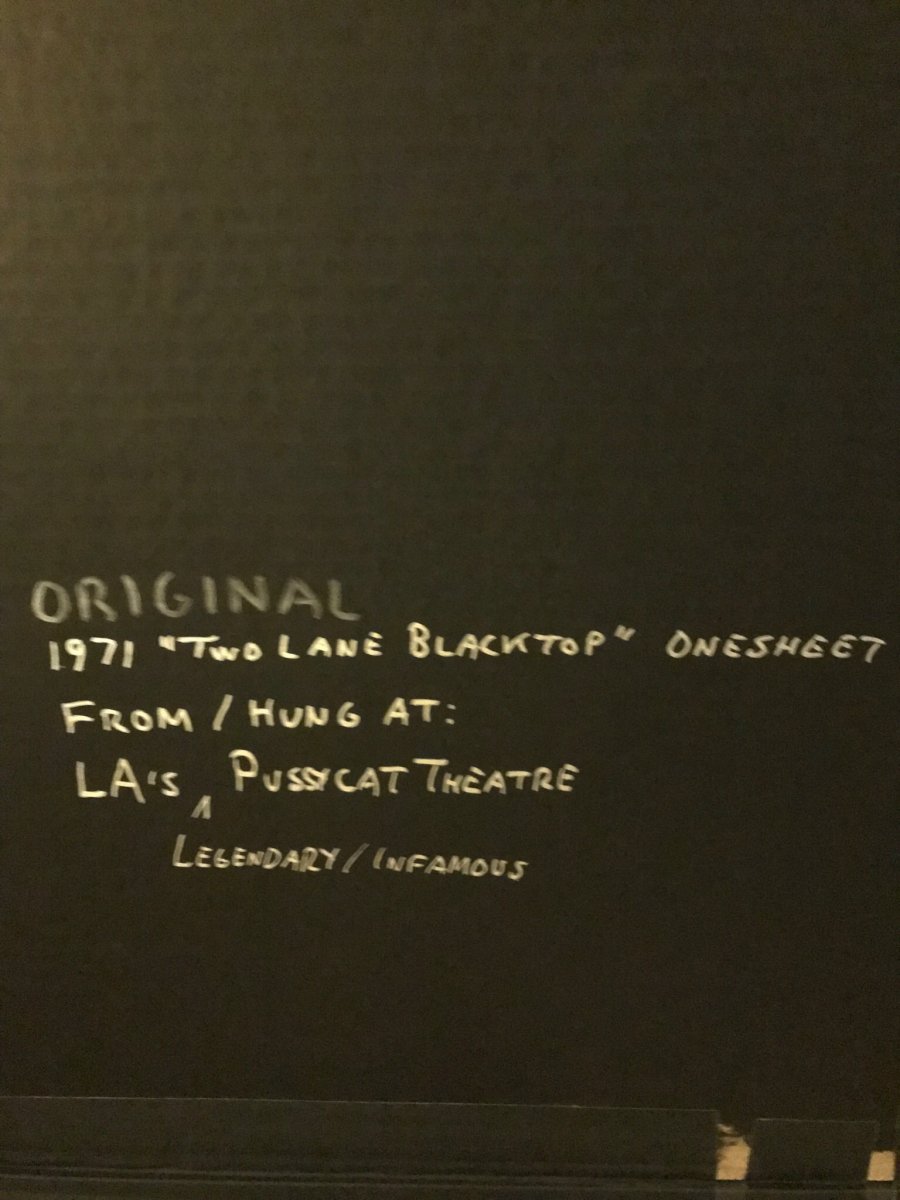 ORIGINAL
1971 "TWO LANE BLACKTOP" ONESHEET
FROM / HUNG AT:
LA'S ^ PUSSYCAT THEATRE
LEGENDARY / INFAMOUS